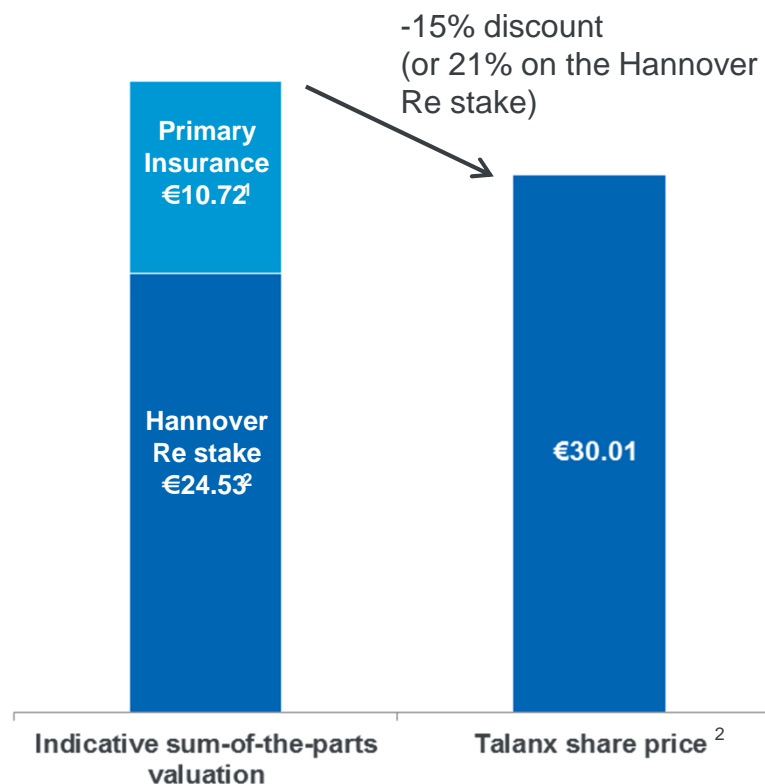 -15% discount
(or 21% on the Hannover
Re stake)
Primary
Insurance
€10.72¹
Hannover
Re stake
€24.53²
€30.01
Indicative sum-of-the-parts
valuation
Talanx share price ²